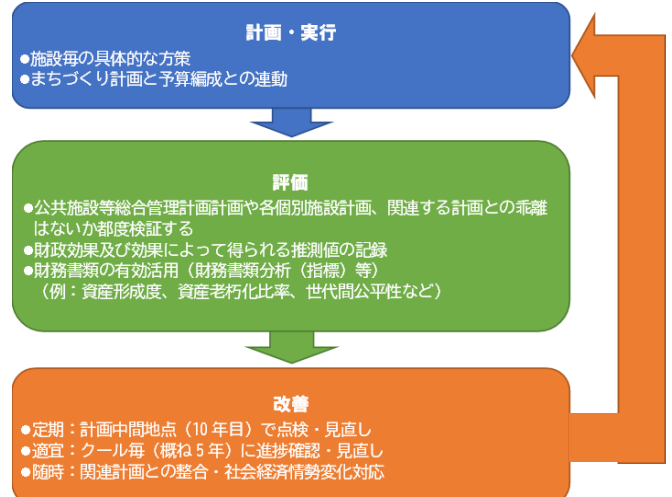 計画・実行
●施設毎の具体的な方策
●まちづくり計画と予算編成との連動
評価
●公共施設等総合管理計画計画や各個別施設計画、関連する計画との乖離
はないか都度検証する
●財政効果及び効果によって得られる推測値の記録
●財務書類の有効活用（財務書類分析（指標）等）
（例：資産形成度、資産老朽化比率、世代間公平性など）
改善
●定期：計画中間地点（10年目）で点検・見直し
●適宜：クール毎（概ね5年）に進捗確認・見直し
●随時：関連計画との整合・社会経済情勢変化対応